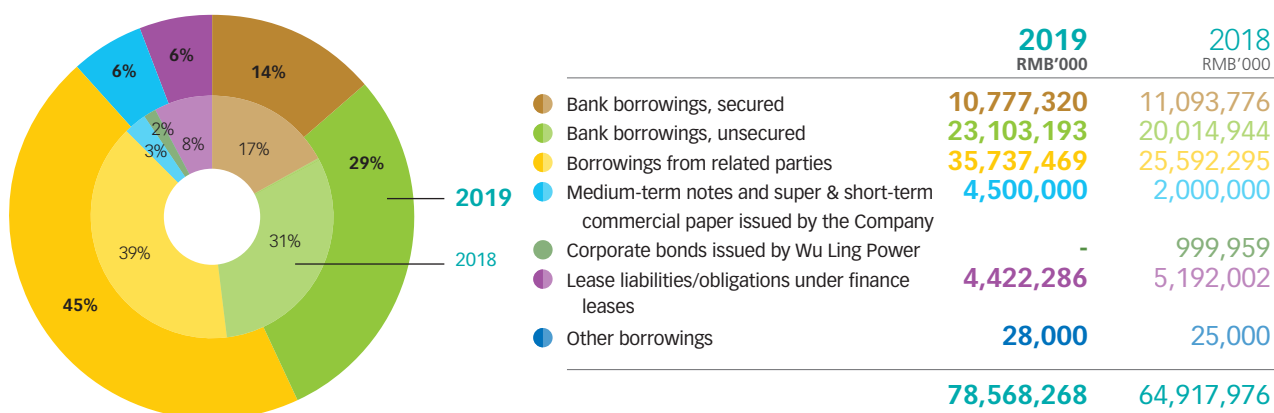 6%
6%
14%
2%
8%
17%
3%
29%
2019
31%
39%
2018
45%
2019 2018
RMB'000 RMB'000
Bank borrowings, secured 10,777,320 11,093,776
Bank borrowings, unsecured 23,103,193 20,014,944
Borrowings from related parties 35,737,469 25,592,295
Medium-term notes and super & short-term 4,500,000 2,000,000
commercial paper issued by the Company
Corporate bonds issued by Wu Ling Power - 999,959
Lease liabilities/obligations under finance 4,422,286 5,192,002
leases
Other borrowings 28,000 25,000
78,568,268 64,917,976